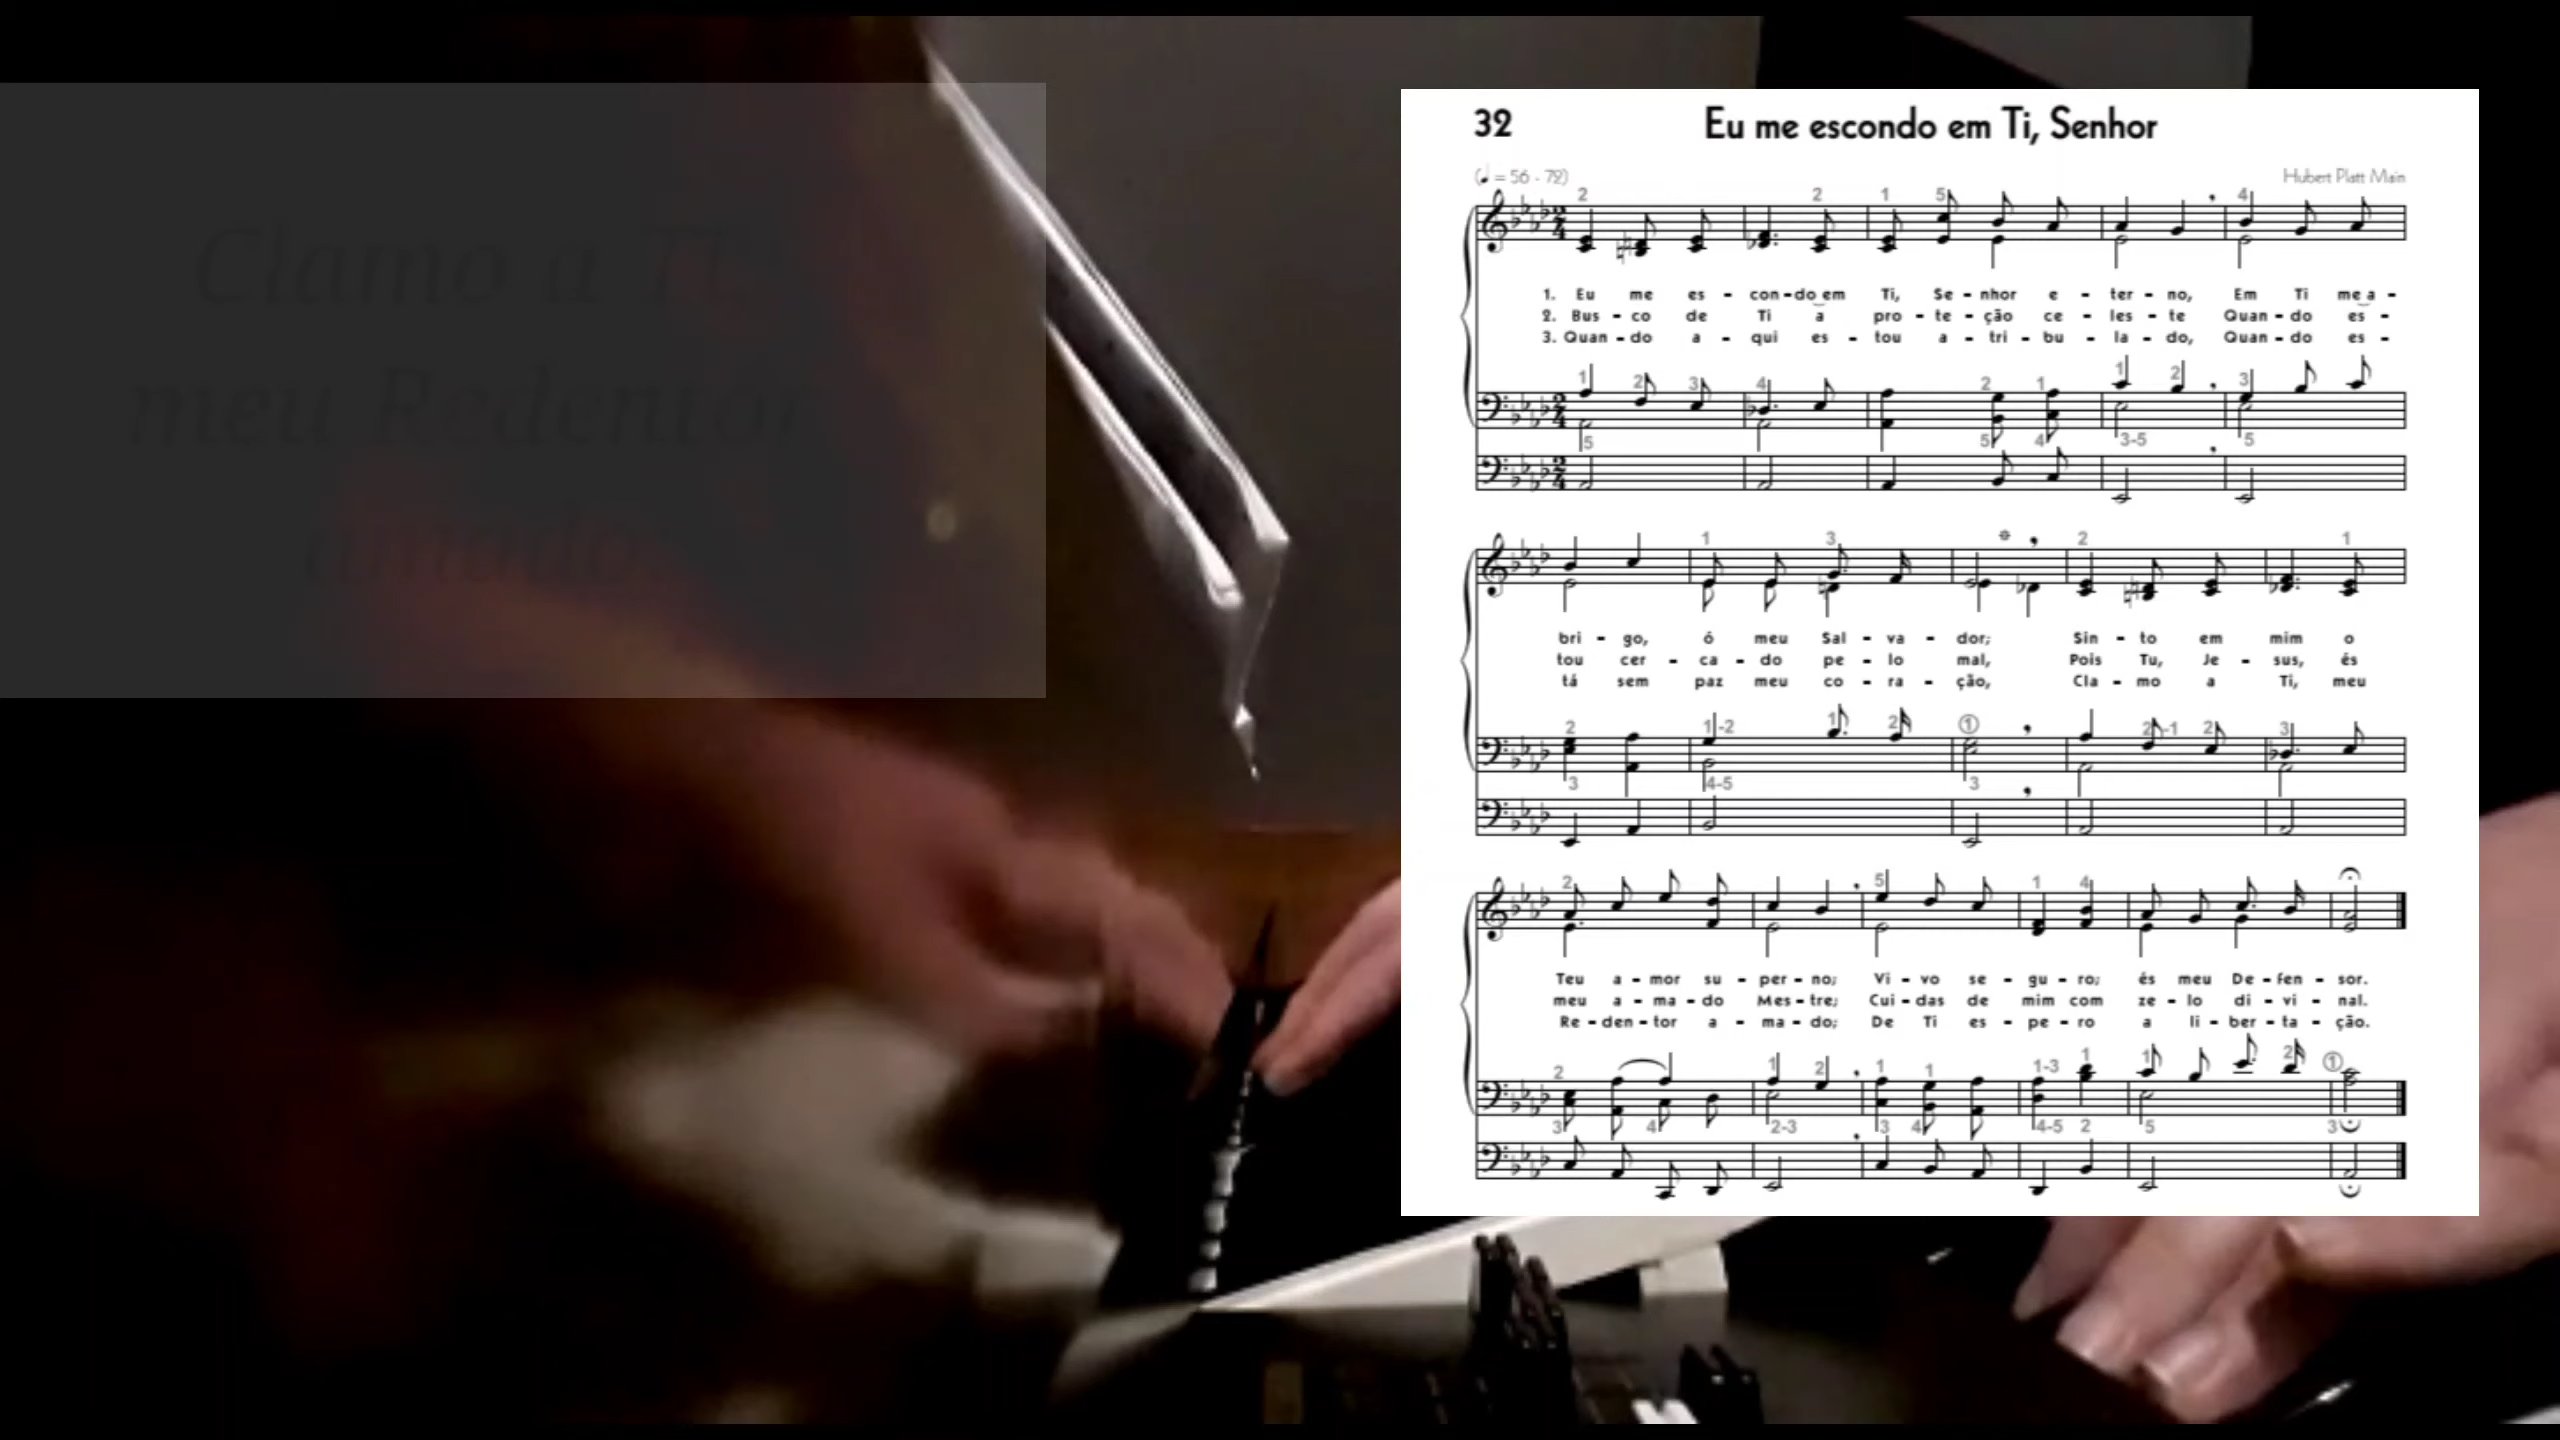 Clamo a Ti,
meu Redentor
amado
32
Eu me escondo em Ti, Senhor
(♩ = 56 - 72)
Hubert Platt Main
1. Eu me es - con - do em Ti, Se - nhor e - ter - no, Em Ti me a -
2. Bus - co de Ti a pro - te - ção ce - les - te Quan - do es -
3. Quan - do a - qui es - tou a - tri - bu - la - do, Quan - do es -
bri - go, ó meu Sal - va - dor; Sin - to em mim o
tou cer - ca - do pe - lo mal, Pois Tu, Je - sus, és
tá sem paz meu co - ra - ção, Cla - mo a Ti, meu
Teu a - mor su - per - no; Vi - vo se - gu - ro; és meu De - fen - sor.
meu a - ma - do Mes - tre; Cui - das de mim com ze - lo di - vi - nal.
Re - den - tor a - ma - do; De Ti es - pe - ro a li - ber - ta - ção.